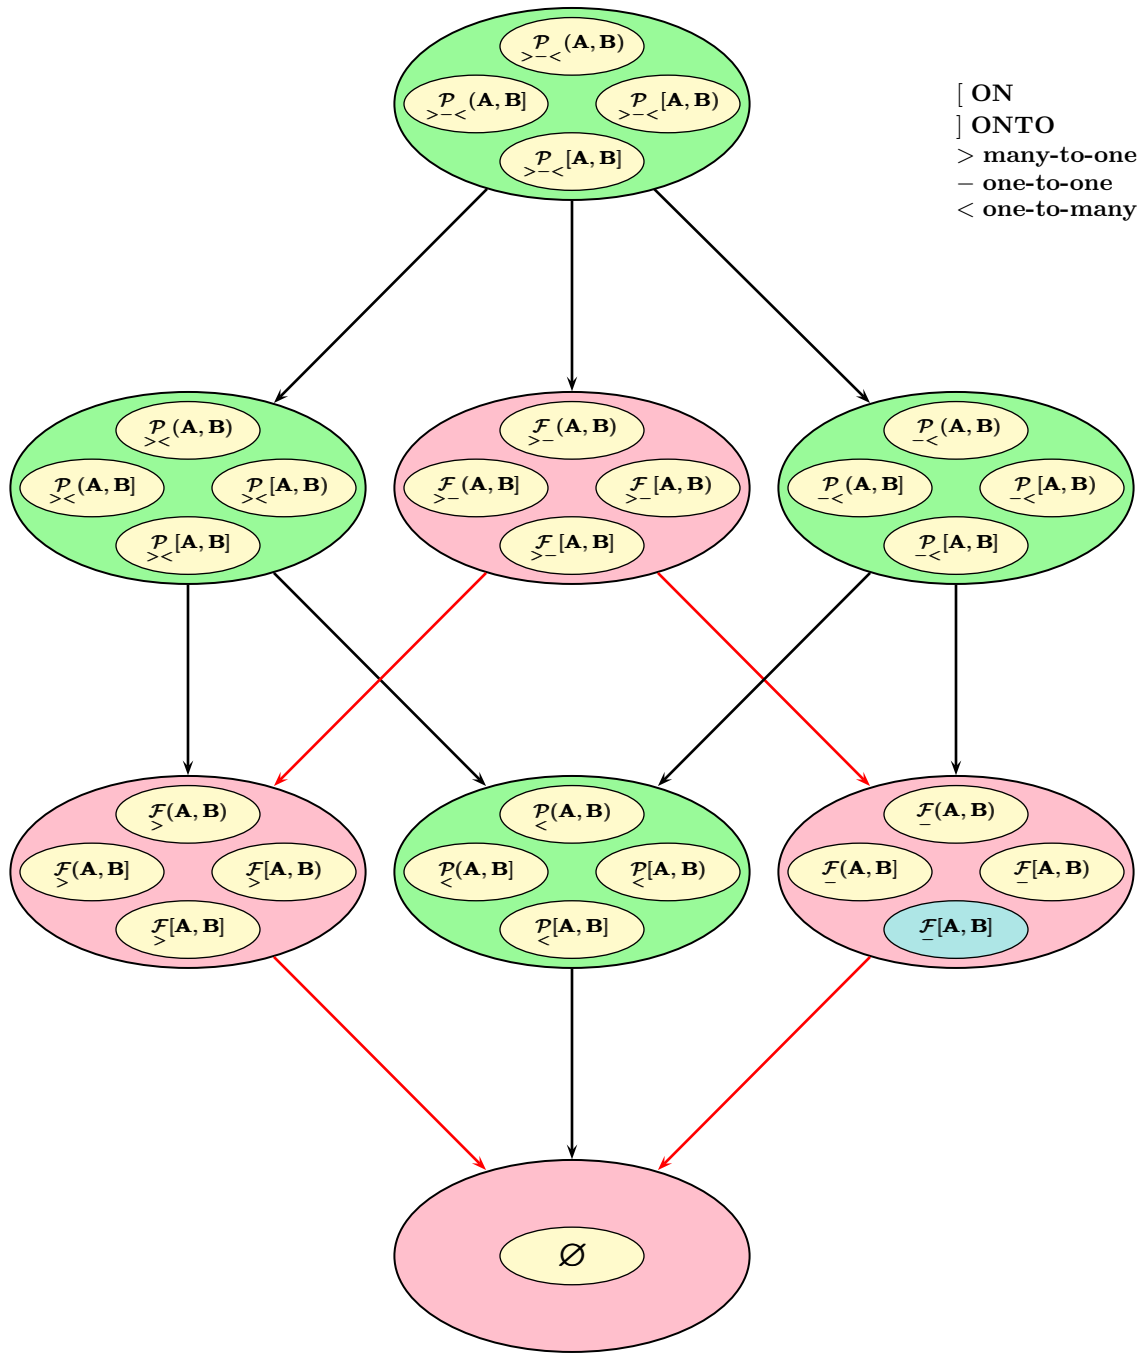 𝒫>−<(A, B)
𝒫>−<(A, B]
𝒫>−<[A, B)
𝒫>−<[A, B]
[ ON
] ONTO
> many-to-one
− one-to-one
< one-to-many
𝒫><(A, B)
𝒫><(A, B]
𝒫><[A, B)
𝒫><[A, B]
ℱ>−(A, B)
ℱ>−(A, B]
ℱ>−[A, B)
ℱ>−[A, B]
𝒫−<(A, B)
𝒫−<(A, B]
𝒫−<[A, B)
𝒫−<[A, B]
ℱ>(A, B)
ℱ>(A, B]
ℱ>[A, B)
ℱ>[A, B]
𝒫<(A, B)
𝒫<(A, B]
𝒫<[A, B)
𝒫<[A, B]
ℱ−(A, B)
ℱ−(A, B]
ℱ−[A, B)
ℱ−[A, B]
∅